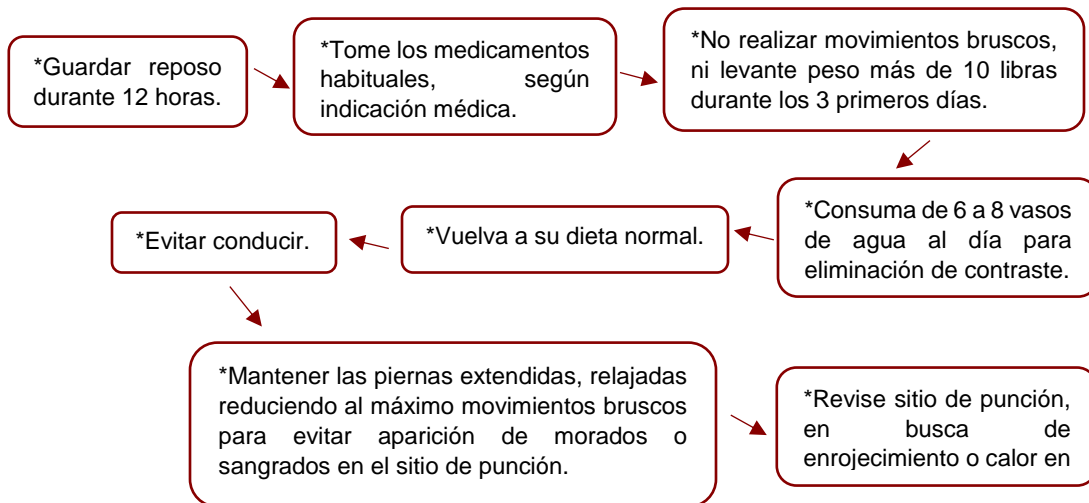 *Guardar reposo
durante 12 horas.
*Tome los medicamentos
habituales, según
indicación médica.
*No realizar movimientos bruscos,
ni levante peso más de 10 libras
durante los 3 primeros días.
*Consuma de 6 a 8 vasos
de agua al día para
eliminación de contraste.
*Vuelva a su dieta normal.
*Evitar conducir.
*Mantener las piernas extendidas, relajadas
reduciendo al máximo movimientos bruscos
para evitar aparición de morados o
sangrados en el sitio de punción.
*Revise sitio de punción,
en busca de
enrojecimiento o calor en